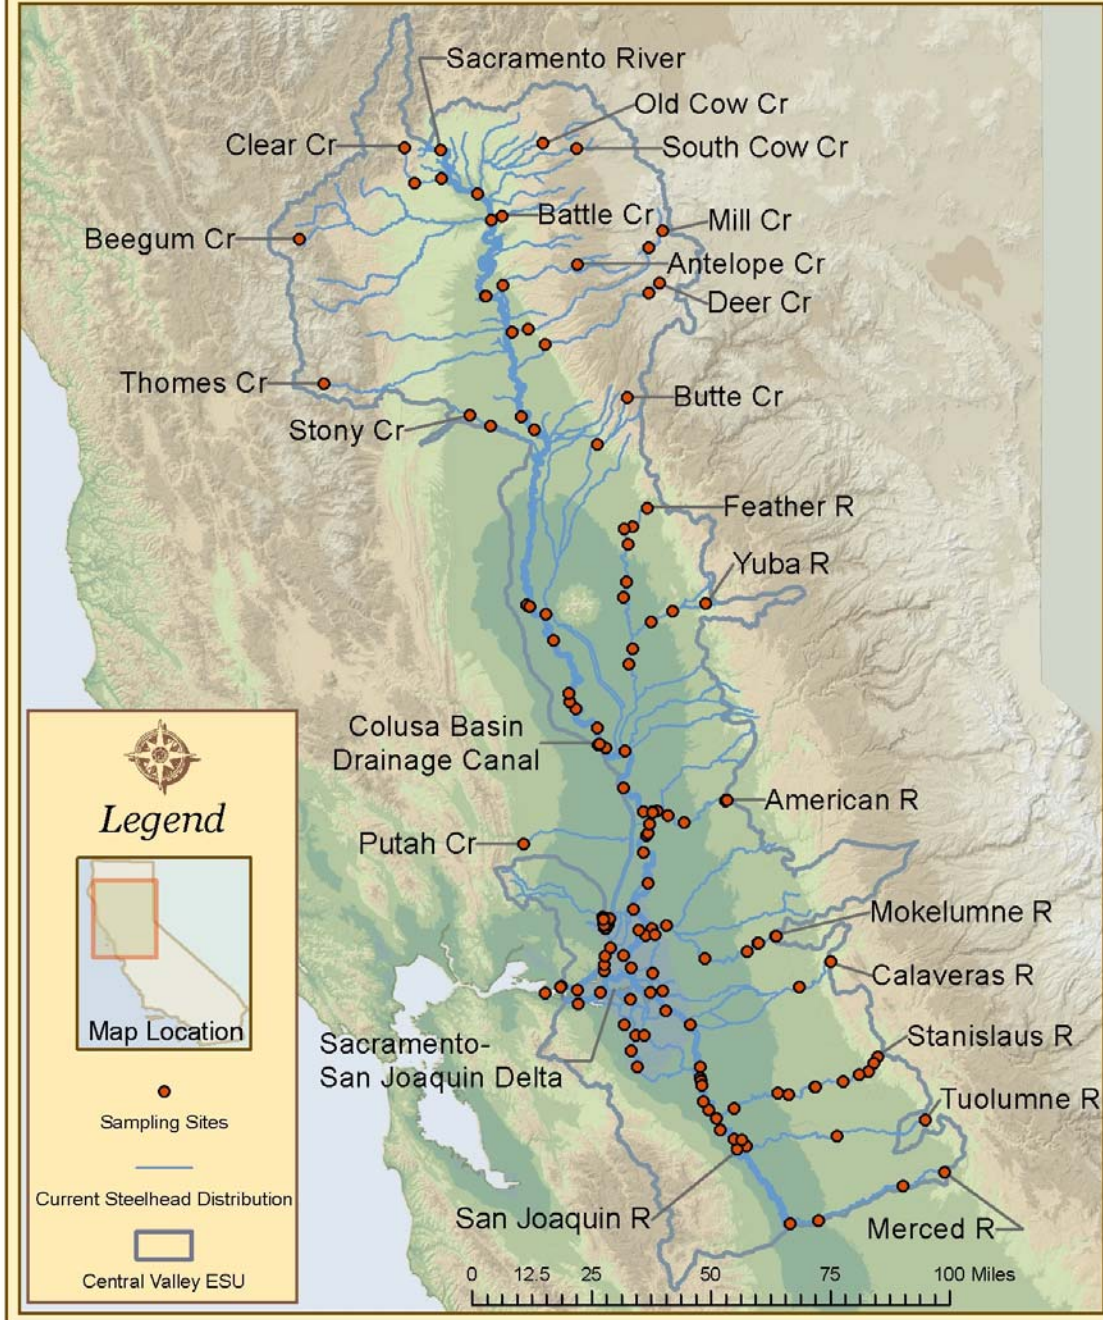 Sacramento River
Old Cow Cr
Clear Cr
South Cow Cr
Battle Cr
Mill Cr
Beegum Cr
Antelope Cr
Deer Cr
Thomes Cr
Butte Cr
Stony Cr
Feather R
Yuba R
Colusa Basin
Drainage Canal
American R
Putah Cr
Mokelumne R
Calaveras R
Sacramento-
San Joaquin Delta
Stanislaus R
Tuolumne R
San Joaquin R
Merced R
Legend
Map Location
Sampling Sites
Current Steelhead Distribution
Central Valley ESU
0 12.5 25 50 75 100 Miles